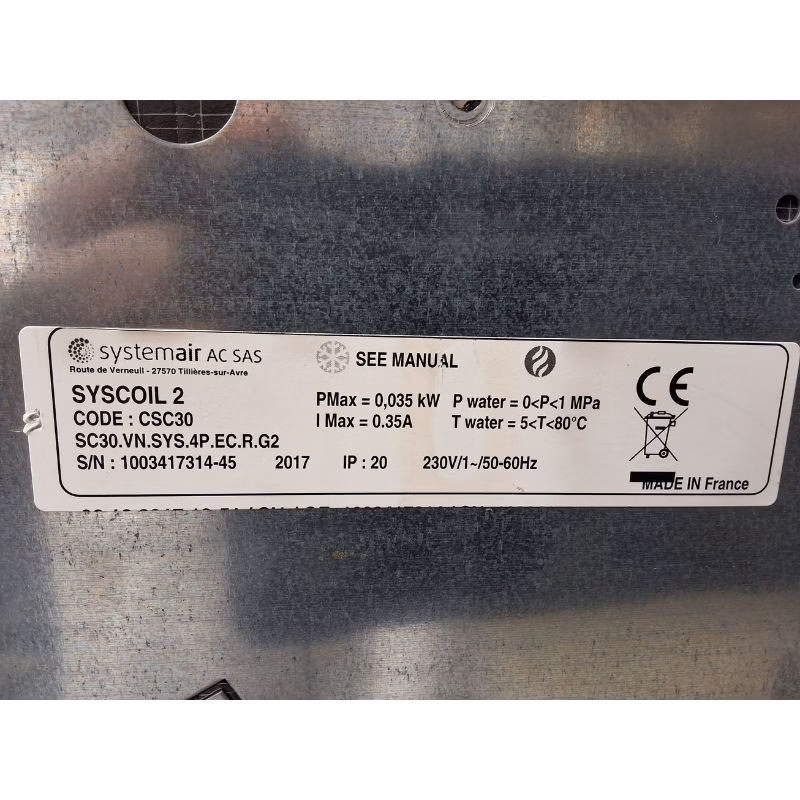 systemair AC SAS
Route de Verneuil - 27570 Tillières-sur-Avre
SEE MANUAL
SYSCOIL 2
CODE : CSC30
SC30.VN.SYS.4P.EC.R.G2
S/N : 1003417314-45 2017 IP : 20 230V/1~/50-60Hz
PMax = 0,035 kW P water = 0<P<1 MPa
I Max = 0.35A T water = 5<T<80°C
CE
MADE IN France